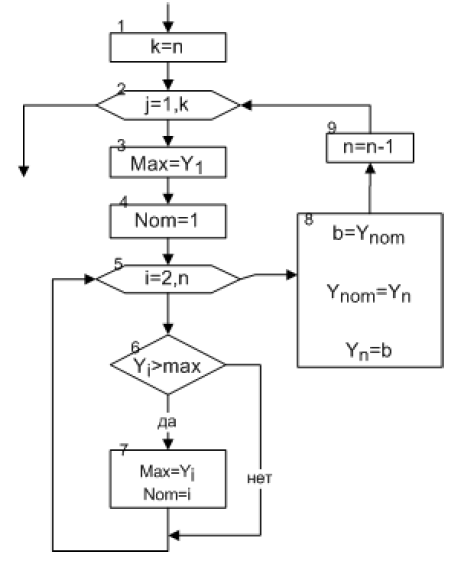 1
k=n
2
j=1,k
3
Max=Y1
4
Nom=1
5
i=2,n
6
Yi>max
да
7
Max=Yi
Nom=i
нет
8
b=Ynom
Ynom=Yn
Yn=b
9
n=n-1